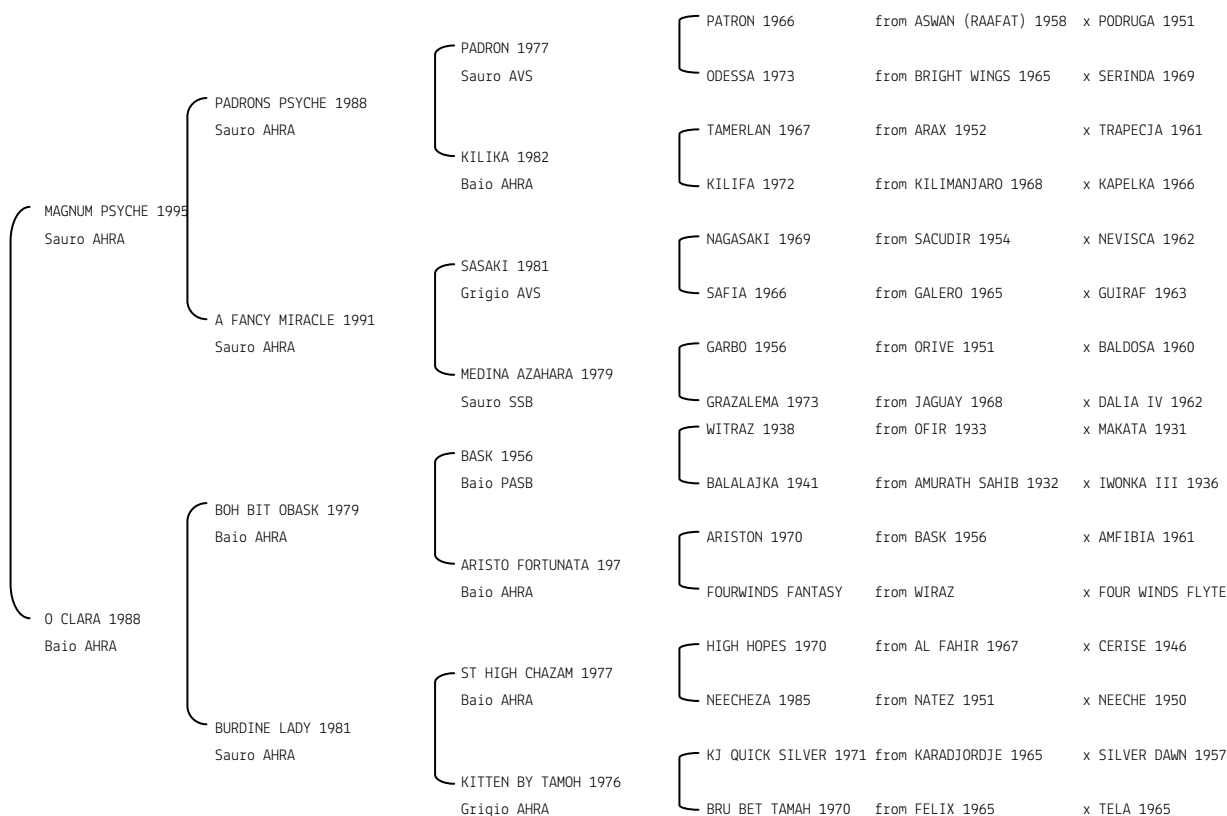 PATRON 1966 from ASWAN (RAAFAT) 1958 x PODRUGA 1951
PADRON 1977
Sauro AVS
ODESSA 1973 from BRIGHT WINGS 1965 x SERINDA 1969
PADRONS PSYCHE 1988
Sauro AHRA
TAMERLAN 1967 from ARAX 1952 x TRAPECJA 1961
KILIKA 1982
Baio AHRA
KILIFA 1972 from KILIMANJARO 1968 x KAPELKA 1966
MAGNUM PSYCHE 1995
Sauro AHRA
NAGASAKI 1969 from SACUDIR 1954 x NEVISCA 1962
SASAKI 1981
Grigio AVS
SAFIA 1966 from GALERO 1965 x GUIRAF 1963
A FANCY MIRACLE 1991
Sauro AHRA
GARBO 1956 from ORIVE 1951 x BALDOSA 1960
MEDINA AZAHARA 1979
Sauro SSB
GRAZALEMA 1973 from JAGUAY 1968 x DALIA IV 1962
WITRAZ 1938 from OFIR 1933 x MAKATA 1931
BASK 1956
Baio PASB
BALALAJKA 1941 from AMURATH SAHIB 1932 x IWONKA III 1936
BOH BIT OBASK 1979
Baio AHRA
ARISTON 1970 from BASK 1956 x AMFIBIA 1961
ARISTO FORTUNATA 197
Baio AHRA
FOURWINDS FANTASY from WIRAZ x FOUR WINDS FLYTE
O CLARA 1988
Baio AHRA
HIGH HOPES 1970 from AL FAHIR 1967 x CERISE 1946
ST HIGH CHAZAM 1977
Baio AHRA
NEECHEZA 1985 from NATEZ 1951 x NEECHE 1950
BURDINE LADY 1981
Sauro AHRA
KJ QUICK SILVER 1971 from KARADJORDJE 1965 x SILVER DAWN 1957
KITTEN BY TAMOH 1976
Grigio AHRA
BRU BET TAMAH 1970 from FELIX 1965 x TELA 1965